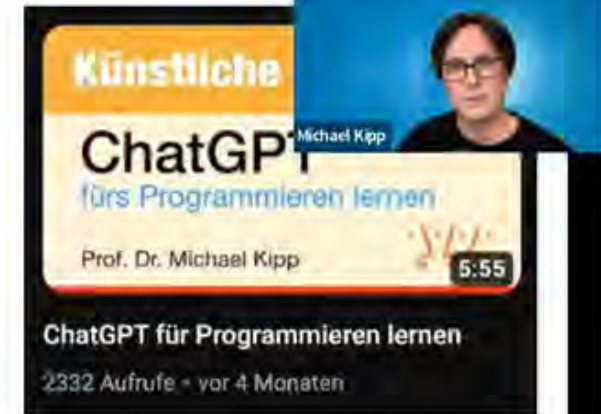 Künstliche
Michael Kipp
ChatGPT
fürs Programmieren lernen
Prof. Dr. Michael Kipp
5:55
ChatGPT für Programmieren lernen
2332 Aufrufe • vor 4 Monaten